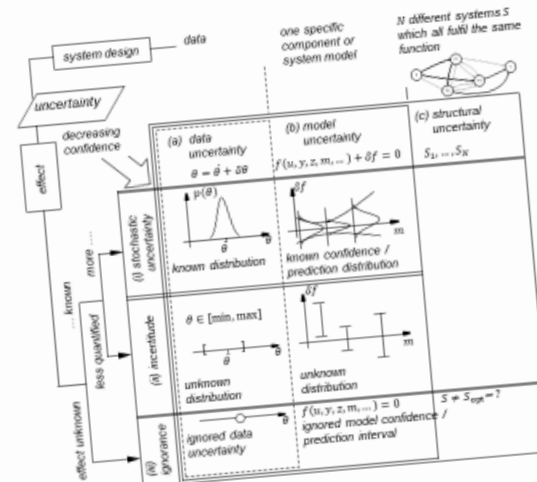 system design
data
one specific
component or
system model
N different systems S
which all fulfil the same
function
uncertainty
decreasing
confidence
effect
(a) data
uncertainty
θ = θ̂ + δθ
(b) model
uncertainty
f(u, y, z, m, ...) + δf = 0
(c) structural
uncertainty
S₁, ..., S_N
... known
less quantified
more ....
(i) stochastic
uncertainty
p(θ)
θ̂
θ
known distribution
δf
m
known confidence /
prediction distribution
(ii) incertitude
θ ∈ [min, max]
θ̂
θ
unknown
distribution
δf
m
unknown
distribution
effect unknown
(iii)
ignorance
θ
ignored data
uncertainty
f(u, y, z, m, ...) = 0
ignored model confidence /
prediction interval
S ≠ S_opt = ?